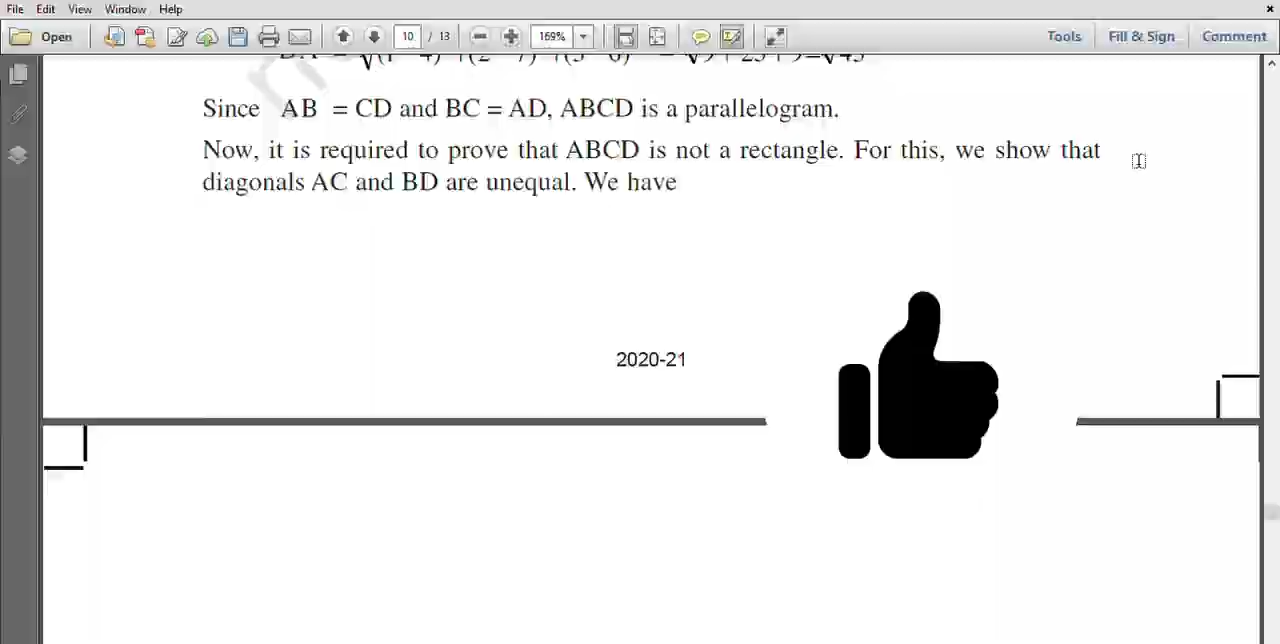 File Edit View Window Help
Open 10 / 13 169% Tools Fill & Sign Comment
Since AB = CD and BC = AD, ABCD is a parallelogram.
Now, it is required to prove that ABCD is not a rectangle. For this, we show that
diagonals AC and BD are unequal. We have
2020-21